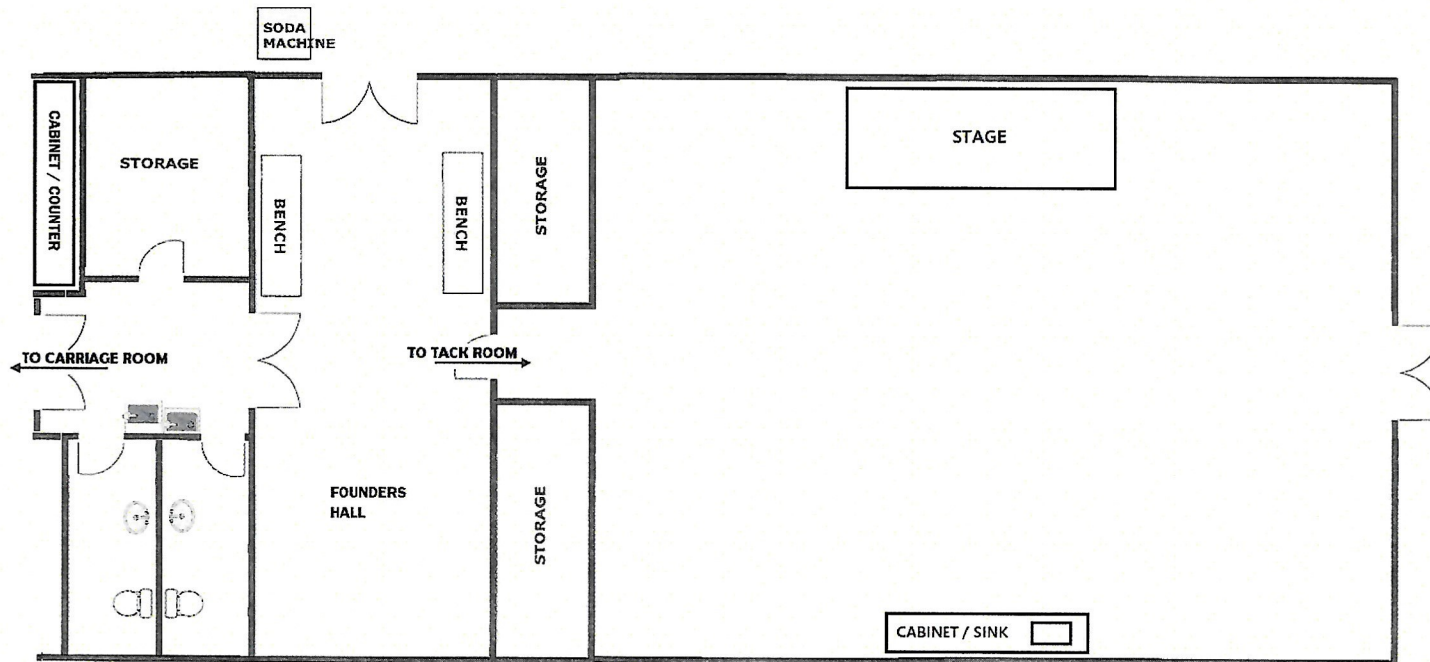 SODA
MACHINE
CABINET / COUNTER
STORAGE
BENCH
BENCH
STORAGE
STAGE
TO CARRIAGE ROOM
TO TACK ROOM
FOUNDERS
HALL
STORAGE
CABINET / SINK